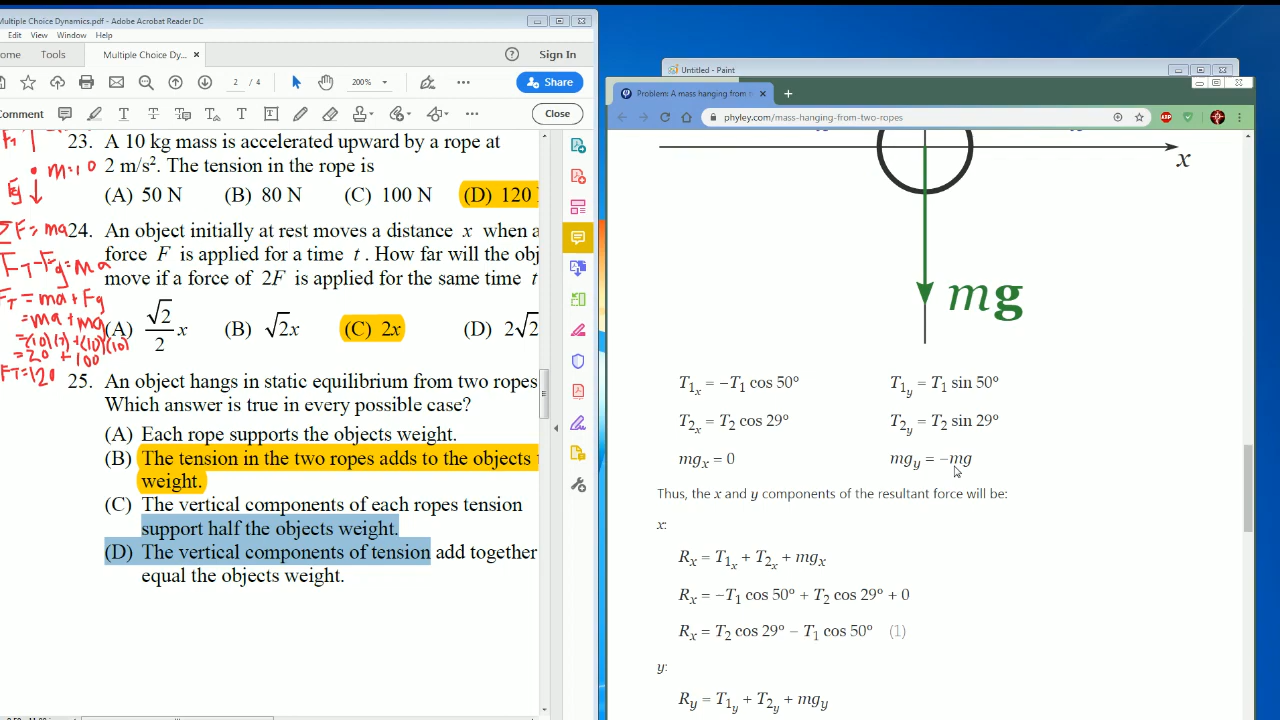 Multiple Choice Dynamics.pdf - Adobe Acrobat Reader DC
Edit View Window Help
ome Tools Multiple Choice Dy... × Sign In
2 / 4 200% Share
Comment Close
23. A 10 kg mass is accelerated upward by a rope at
2 m/s². The tension in the rope is
(A) 50 N (B) 80 N (C) 100 N (D) 120
24. An object initially at rest moves a distance x when a
force F is applied for a time t. How far will the obj
move if a force of 2F is applied for the same time t
(A) √2/2 x (B) √2x (C) 2x (D) 2√2
25. An object hangs in static equilibrium from two ropes
Which answer is true in every possible case?
(A) Each rope supports the objects weight.
(B) The tension in the two ropes adds to the objects
weight.
(C) The vertical components of each ropes tension
support half the objects weight.
(D) The vertical components of tension add together
equal the objects weight.
m=10
Fg
ΣF=ma
FT-Fg=ma
FT=ma+Fg
=ma+mg
=20+100
FT=120
Untitled - Paint
Problem: A mass hanging from t × +
phyley.com/mass-hanging-from-two-ropes
ABP
x
mg
T1x = −T1 cos 50° T1y = T1 sin 50°
T2x = T2 cos 29° T2y = T2 sin 29°
mgx = 0 mgy = −mg
Thus, the x and y components of the resultant force will be:
x:
Rx = T1x + T2x + mgx
Rx = −T1 cos 50° + T2 cos 29° + 0
Rx = T2 cos 29° − T1 cos 50° (1)
y:
Ry = T1y + T2y + mgy